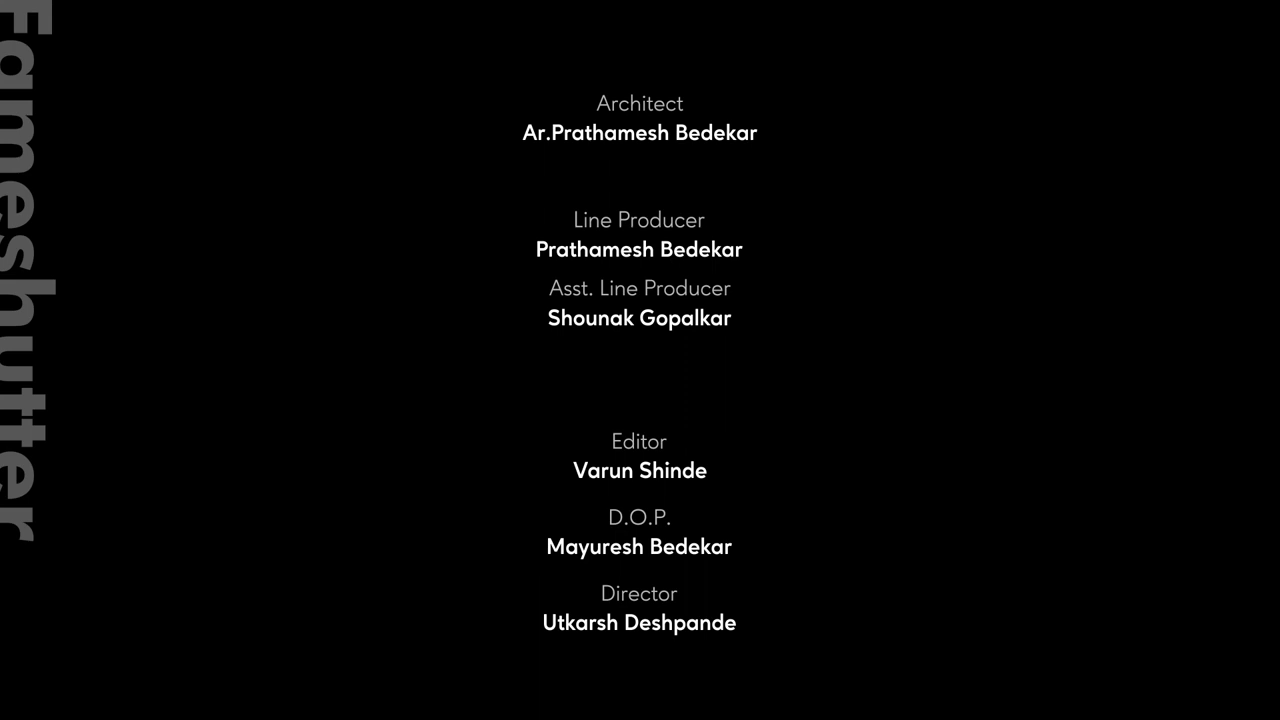 Fameshutter
Architect
Ar.Prathamesh Bedekar
Line Producer
Prathamesh Bedekar
Asst. Line Producer
Shounak Gopalkar
Editor
Varun Shinde
D.O.P.
Mayuresh Bedekar
Director
Utkarsh Deshpande